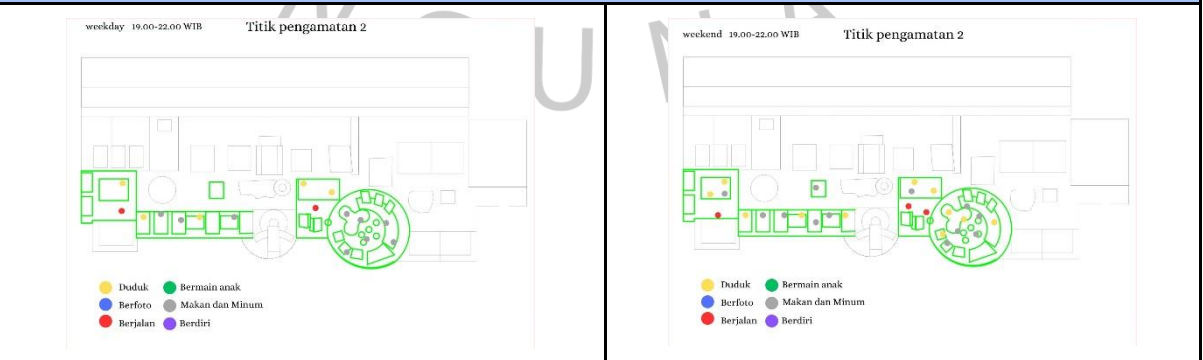 weekday 19.00-22.00 WIB Titik pengamatan 2
Duduk Bermain anak
Berfoto Makan dan Minum
Berjalan Berdiri
weekend 19.00-22.00 WIB Titik pengamatan 2
Duduk Bermain anak
Berfoto Makan dan Minum
Berjalan Berdiri